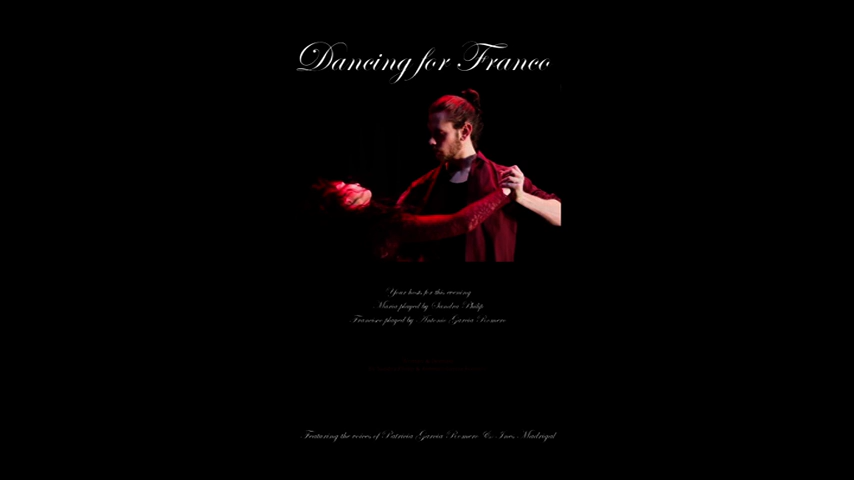 Dancing for Franco
Your hosts for this evening
Maria played by Sandra Philip
Francisco played by Antonio Garcia Romero
Featuring the voices of Patricia Garcia Romero & Ines Madrigal